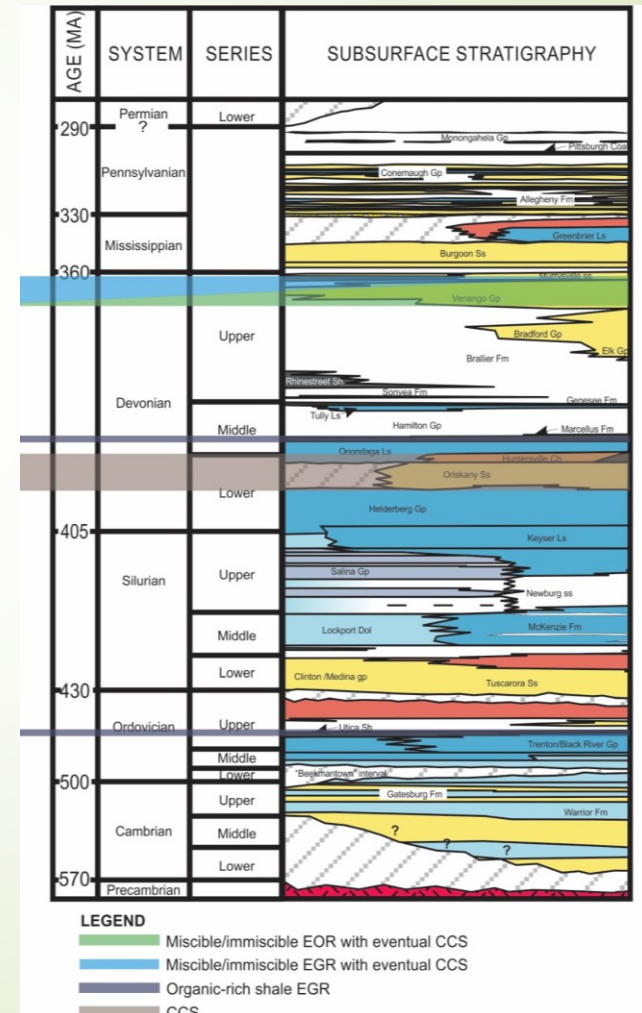 AGE (MA)
SYSTEM
SERIES
SUBSURFACE STRATIGRAPHY
Permian
?
Lower
290
Monongahela Gp
Pittsburgh Coal
Pennsylvanian
Conemaugh Gp
Allegheny Fm
330
Mississippian
Greenbrier Ls
Burgoon Ss
360
Murrysville ss
Venango Gp
Upper
Bradford Gp
Elk Gp
Brallier Fm
Rhinestreet Sh
Sonyea Fm
Genesee Fm
Devonian
Tully Ls
Middle
Hamilton Gp
Marcellus Fm
Onondaga Ls
Huntersville Ch
Oriskany Ss
Lower
Helderberg Gp
405
Keyser Ls
Silurian
Upper
Salina Gp
Newburg ss
Middle
Lockport Dol
McKenzie Fm
Lower
Clinton /Medina gp
Tuscarora Ss
430
Ordovician
Upper
Utica Sh
Trenton/Black River Gp
Middle
Lower
"Beekmantown" interval
500
Upper
Gatesburg Fm
Warrior Fm
Cambrian
Middle
?
?
?
Lower
570
Precambrian
LEGEND
Miscible/immiscible EOR with eventual CCS
Miscible/immiscible EGR with eventual CCS
Organic-rich shale EGR
CCS